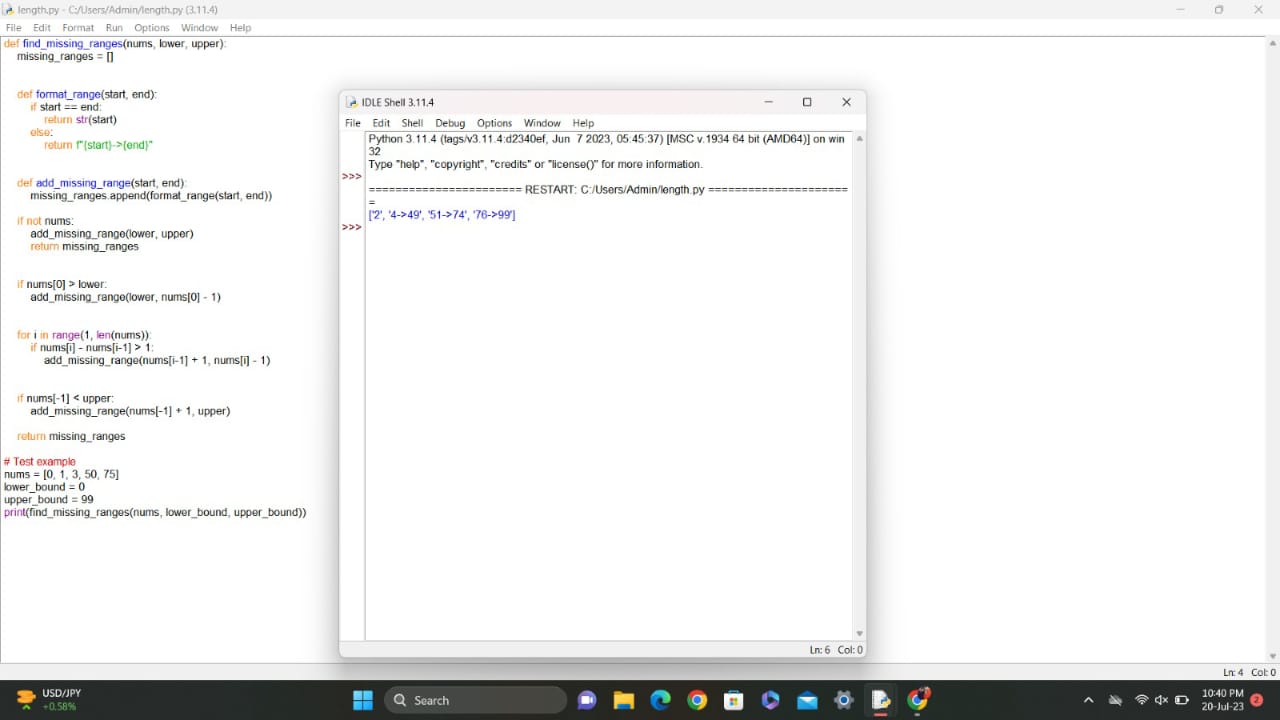 length.py - C:/Users/Admin/length.py (3.11.4)
File Edit Format Run Options Window Help
def find_missing_ranges(nums, lower, upper):
    missing_ranges = []
    def format_range(start, end):
        if start == end:
            return str(start)
        else:
            return f"{start}->{end}"
    def add_missing_range(start, end):
        missing_ranges.append(format_range(start, end))
    if not nums:
        add_missing_range(lower, upper)
        return missing_ranges
    if nums[0] > lower:
        add_missing_range(lower, nums[0] - 1)
    for i in range(1, len(nums)):
        if nums[i] - nums[i-1] > 1:
            add_missing_range(nums[i-1] + 1, nums[i] - 1)
    if nums[-1] < upper:
        add_missing_range(nums[-1] + 1, upper)
    return missing_ranges
# Test example
nums = [0, 1, 3, 50, 75]
lower_bound = 0
upper_bound = 99
print(find_missing_ranges(nums, lower_bound, upper_bound))
IDLE Shell 3.11.4
File Edit Shell Debug Options Window Help
Python 3.11.4 (tags/v3.11.4:d2340ef, Jun  7 2023, 05:45:37) [MSC v.1934 64 bit (AMD64)] on win
32
Type "help", "copyright", "credits" or "license()" for more information.
>>>
======================= RESTART: C:/Users/Admin/length.py =====================
=
['2', '4->49', '51->74', '76->99']
>>>
Ln: 6 Col: 0
Ln: 4 Col: 0
USD/JPY
+0.58%
Search
10:40 PM
20-Jul-23
2